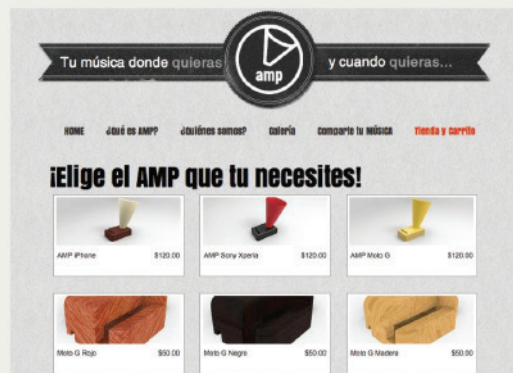 Tu música donde quieras
amp
y cuando quieras...
HOME ¿Qué es AMP? ¿Quiénes somos? Galería Comparte tu MÚSICA Tienda y Carrito
¡Elige el AMP que tu necesites!
AMP iPhone $120.00
AMP Sony Xperia $120.00
AMP Moto G $120.00
Moto G Rojo $50.00
Moto G Negro $50.00
Moto G Madera $50.00